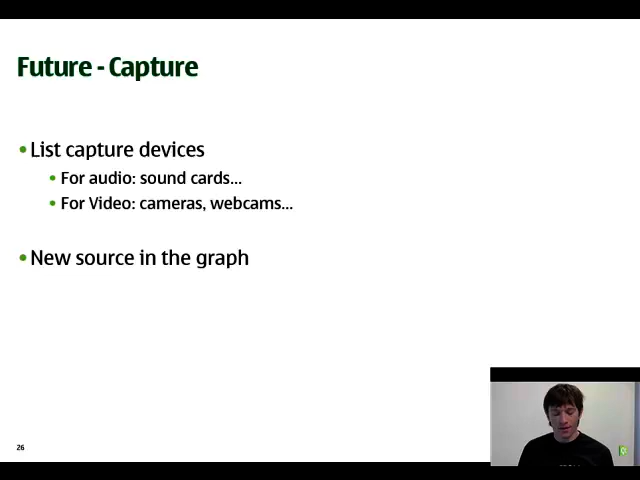 Future - Capture
• List capture devices
• For audio: sound cards...
• For Video: cameras, webcams...
• New source in the graph
26